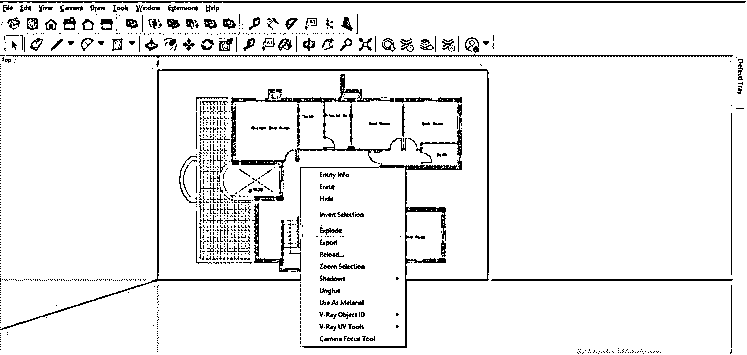 File Edit View Camera Draw Tools Window Extensions Help
Top
Default Tray
Entity Info
Erase
Hide
Invert Selection
Explode
Export
Reload...
Zoom Selection
Shadows
Unglue
Use As Material
V-Ray Object ID
V-Ray UV Tools
Camera Focus Tool